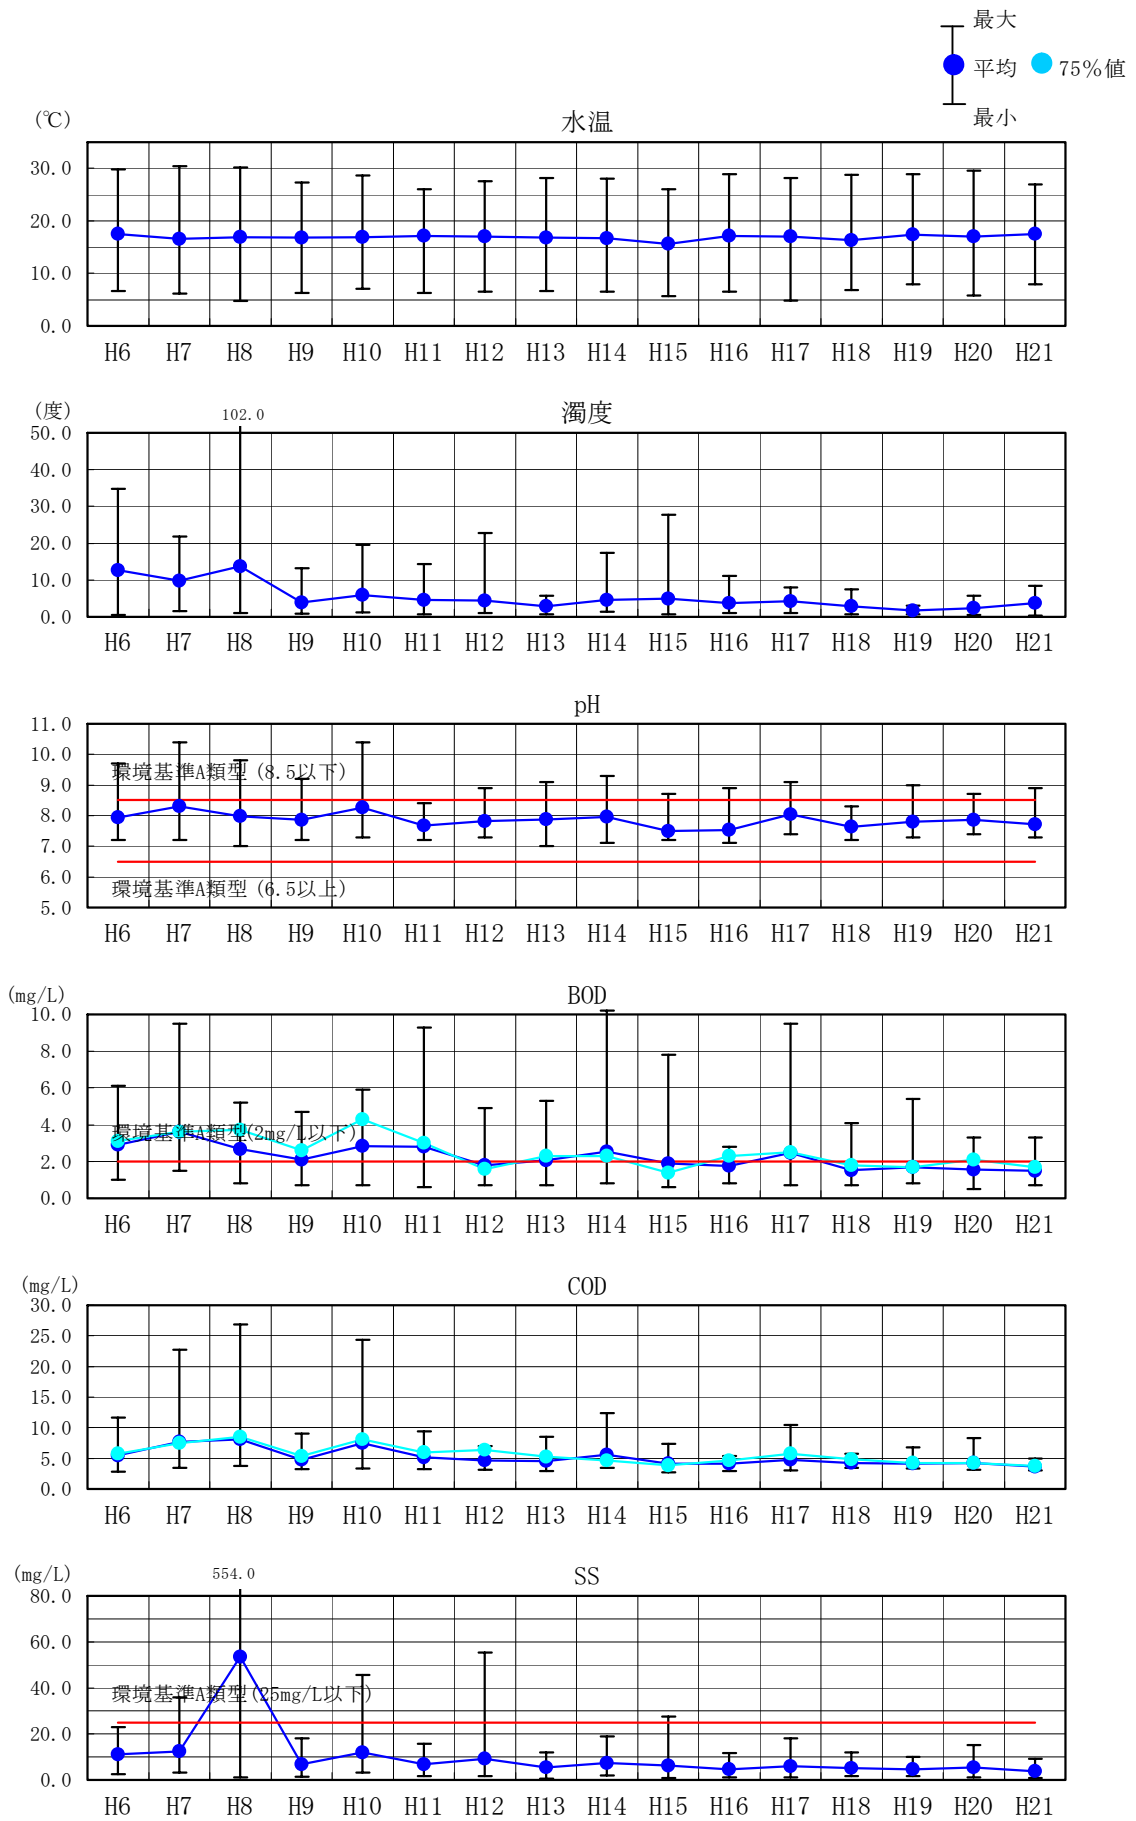 最大
平均 75%値
最小
(℃) 水温
30.0
20.0
10.0
0.0
H6 H7 H8 H9 H10 H11 H12 H13 H14 H15 H16 H17 H18 H19 H20 H21
(度) 102.0 濁度
50.0
40.0
30.0
20.0
10.0
0.0
H6 H7 H8 H9 H10 H11 H12 H13 H14 H15 H16 H17 H18 H19 H20 H21
pH
11.0
10.0
環境基準A類型(8.5以下)
9.0
8.0
7.0
6.0
環境基準A類型(6.5以上)
5.0
H6 H7 H8 H9 H10 H11 H12 H13 H14 H15 H16 H17 H18 H19 H20 H21
(mg/L) BOD
10.0
8.0
6.0
4.0
環境基準A類型(2mg/L以下)
2.0
0.0
H6 H7 H8 H9 H10 H11 H12 H13 H14 H15 H16 H17 H18 H19 H20 H21
(mg/L) COD
30.0
25.0
20.0
15.0
10.0
5.0
0.0
H6 H7 H8 H9 H10 H11 H12 H13 H14 H15 H16 H17 H18 H19 H20 H21
(mg/L) 554.0 SS
80.0
60.0
40.0
環境基準A類型(25mg/L以下)
20.0
0.0
H6 H7 H8 H9 H10 H11 H12 H13 H14 H15 H16 H17 H18 H19 H20 H21